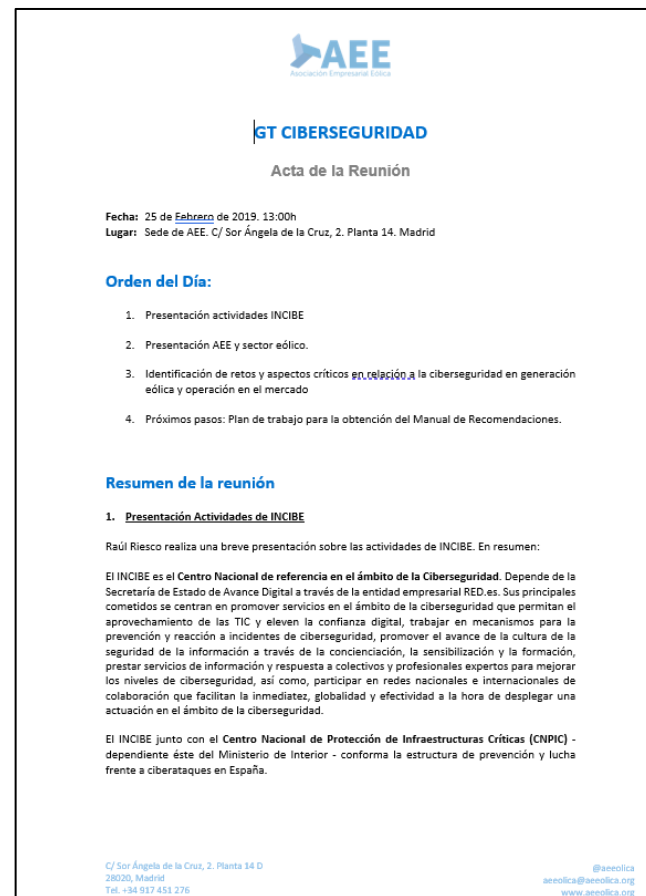 AEE
Asociación Empresarial Eólica
GT CIBERSEGURIDAD
Acta de la Reunión
Fecha: 25 de Febrero de 2019. 13:00h
Lugar: Sede de AEE. C/ Sor Ángela de la Cruz, 2. Planta 14. Madrid
Orden del Día:
1. Presentación actividades INCIBE
2. Presentación AEE y sector eólico.
3. Identificación de retos y aspectos críticos en relación a la ciberseguridad en generación
eólica y operación en el mercado
4. Próximos pasos: Plan de trabajo para la obtención del Manual de Recomendaciones.
Resumen de la reunión
1. Presentación Actividades de INCIBE
Raúl Riesco realiza una breve presentación sobre las actividades de INCIBE. En resumen:
El INCIBE es el Centro Nacional de referencia en el ámbito de la Ciberseguridad. Depende de la
Secretaría de Estado de Avance Digital a través de la entidad empresarial RED.es. Sus principales
cometidos se centran en promover servicios en el ámbito de la ciberseguridad que permitan el
aprovechamiento de las TIC y eleven la confianza digital, trabajar en mecanismos para la
prevención y reacción a incidentes de ciberseguridad, promover el avance de la cultura de la
seguridad de la información a través de la concienciación, la sensibilización y la formación,
prestar servicios de información y respuesta a colectivos y profesionales expertos para mejorar
los niveles de ciberseguridad, así como, participar en redes nacionales e internacionales de
colaboración que facilitan la inmediatez, globalidad y efectividad a la hora de desplegar una
actuación en el ámbito de la ciberseguridad.
El INCIBE junto con el Centro Nacional de Protección de Infraestructuras Críticas (CNPIC) -
dependiente éste del Ministerio de Interior - conforma la estructura de prevención y lucha
frente a ciberataques en España.
C/ Sor Ángela de la Cruz, 2. Planta 14 D
28020, Madrid
Tel. +34 917 451 276
@aeeolica
aeeolica@aeeolica.org
www.aeeolica.org